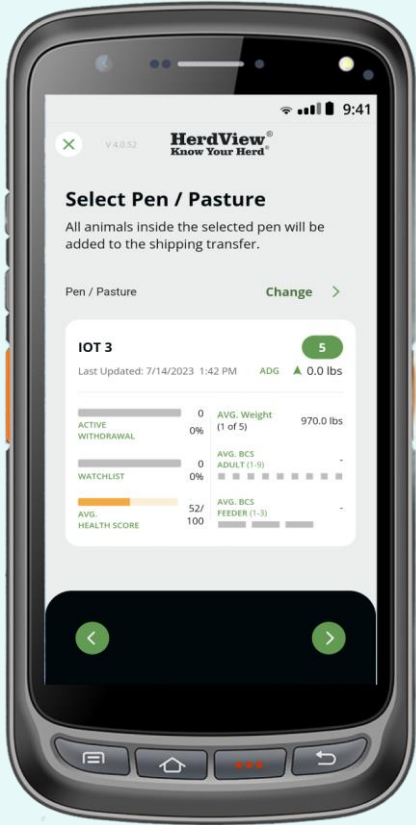 9:41
V 4.0.52
HerdView®
Know Your Herd®
Select Pen / Pasture
All animals inside the selected pen will be
added to the shipping transfer.
Pen / Pasture Change
IOT 3 5
Last Updated: 7/14/2023 1:42 PM ADG 0.0 lbs
ACTIVE WITHDRAWAL 0 0%
AVG. Weight (1 of 5) 970.0 lbs
WATCHLIST 0 0%
AVG. BCS ADULT (1-9) -
AVG. HEALTH SCORE 52/100
AVG. BCS FEEDER (1-3) -